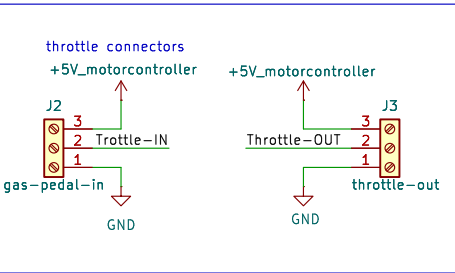 throttle connectors
+5V_motorcontroller
+5V_motorcontroller
J2
J3
3
3
2
Trottle-IN
Throttle-OUT
2
1
1
gas-pedal-in
throttle-out
GND
GND